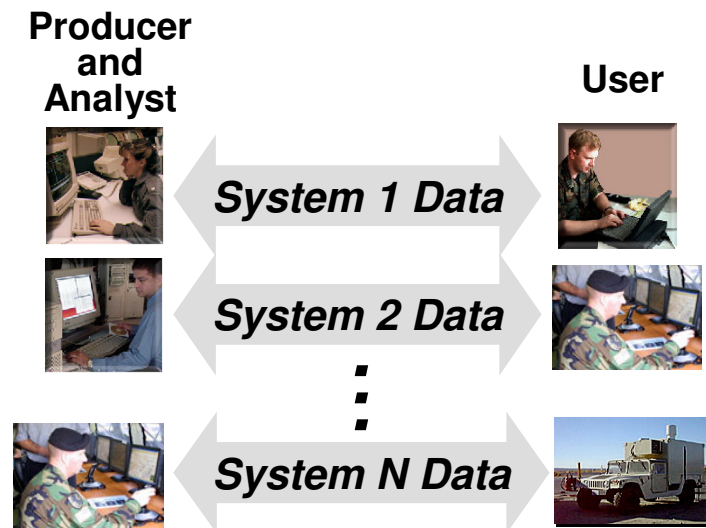 Producer
and
Analyst
User
System 1 Data
System 2 Data
System N Data